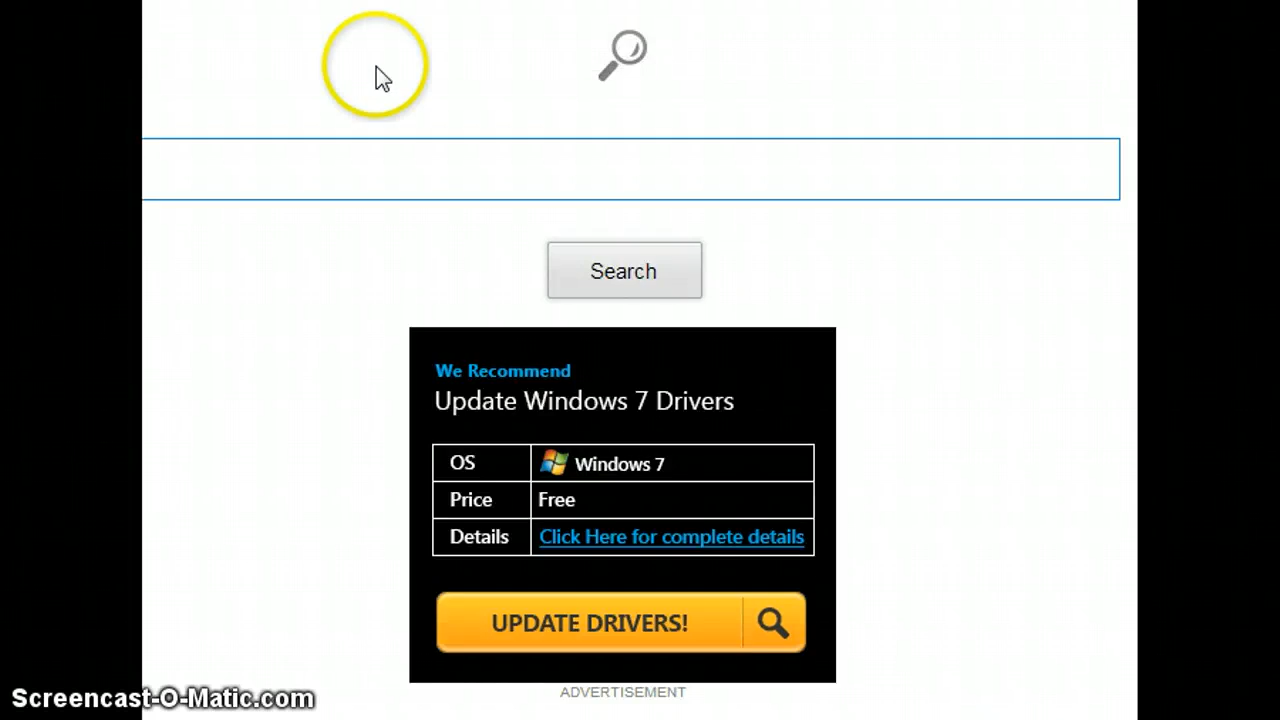 Search
We Recommend
Update Windows 7 Drivers
OS Windows 7
Price Free
Details Click Here for complete details
UPDATE DRIVERS!
ADVERTISEMENT
Screencast-O-Matic.com